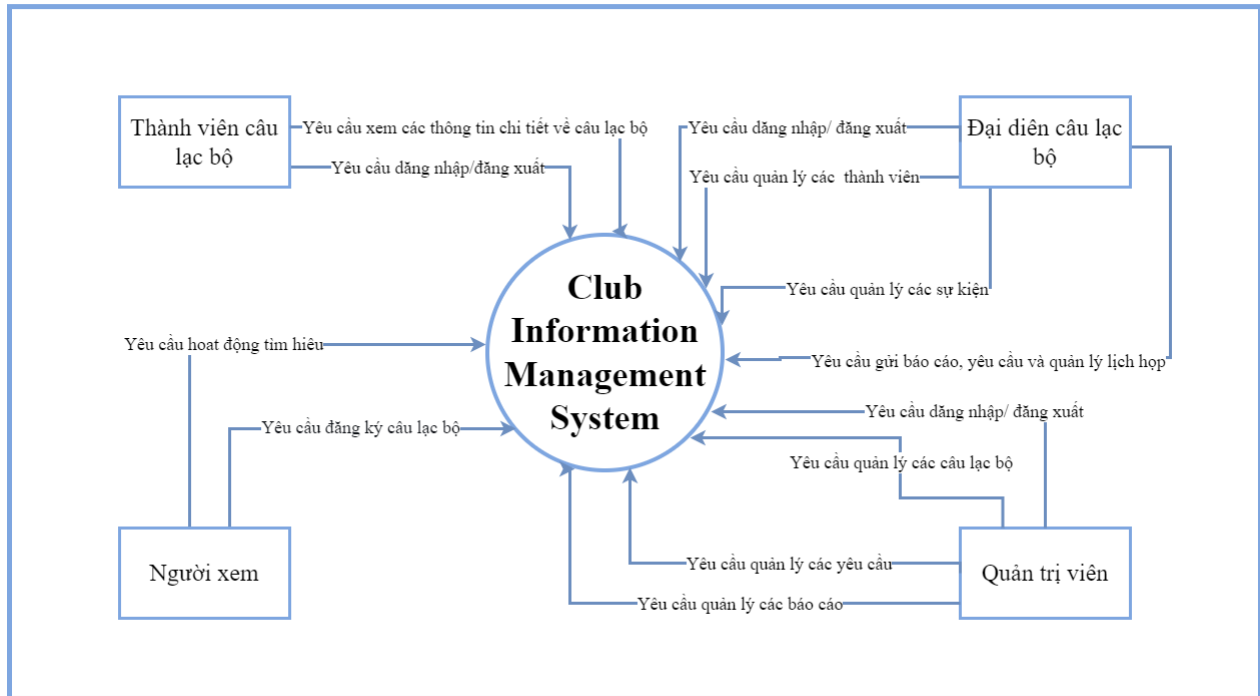 Thành viên câu
lạc bộ
Yêu cầu xem các thông tin chi tiết về câu lạc bộ
Yêu cầu dăng nhập/đăng xuất
Yêu cầu dăng nhập/ đăng xuất
Yêu cầu quản lý các thành viên
Đại diên câu lạc
bộ
Club
Information
Management
System
Yêu cầu quản lý các sự kiện
Yêu cầu hoat động tìm hiêu
Yêu cầu gửi báo cáo, yêu cầu và quản lý lịch họp
Yêu cầu đăng ký câu lạc bộ
Yêu cầu dăng nhập/ đăng xuất
Yêu cầu quản lý các câu lạc bộ
Người xem
Yêu cầu quản lý các yêu cầu
Yêu cầu quản lý các báo cáo
Quản trị viên